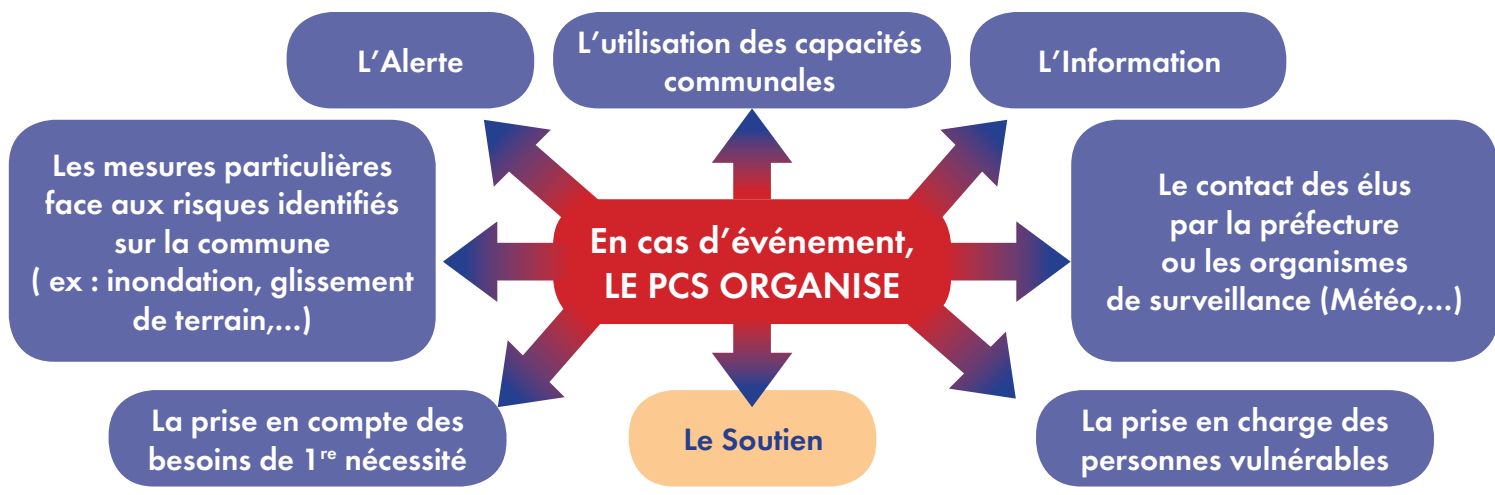 L’Alerte
L’utilisation des capacités
communales
L’Information
Les mesures particulières
face aux risques identifiés
sur la commune
( ex : inondation, glissement
de terrain,...)
En cas d’événement,
LE PCS ORGANISE
Le contact des élus
par la préfecture
ou les organismes
de surveillance (Météo,...)
La prise en compte des
besoins de 1re nécessité
Le Soutien
La prise en charge des
personnes vulnérables